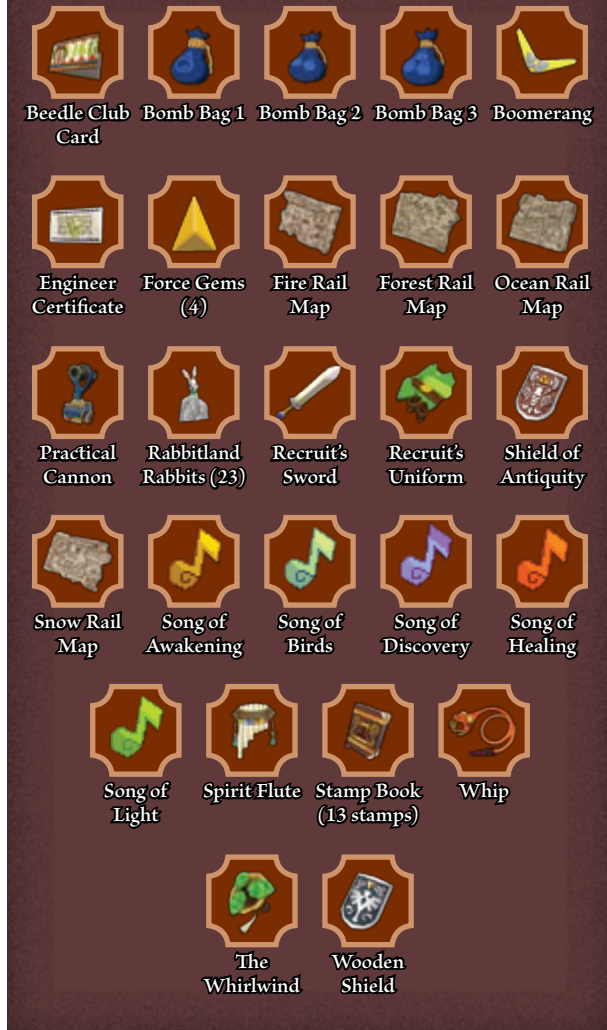 Beedle Club Bomb Bag 1 Bomb Bag 2 Bomb Bag 3 Boomerang
Card
Engineer Force Gems Fire Rail Forest Rail Ocean Rail
Certificate (4) Map Map Map
Practical Rabbitland Recruit's Recruit's Shield of
Cannon Rabbits (23) Sword Uniform Antiquity
Snow Rail Song of Song of Song of Song of
Map Awakening Birds Discovery Healing
Song of Spirit Flute Stamp Book Whip
Light (13 stamps)
The Wooden
Whirlwind Shield